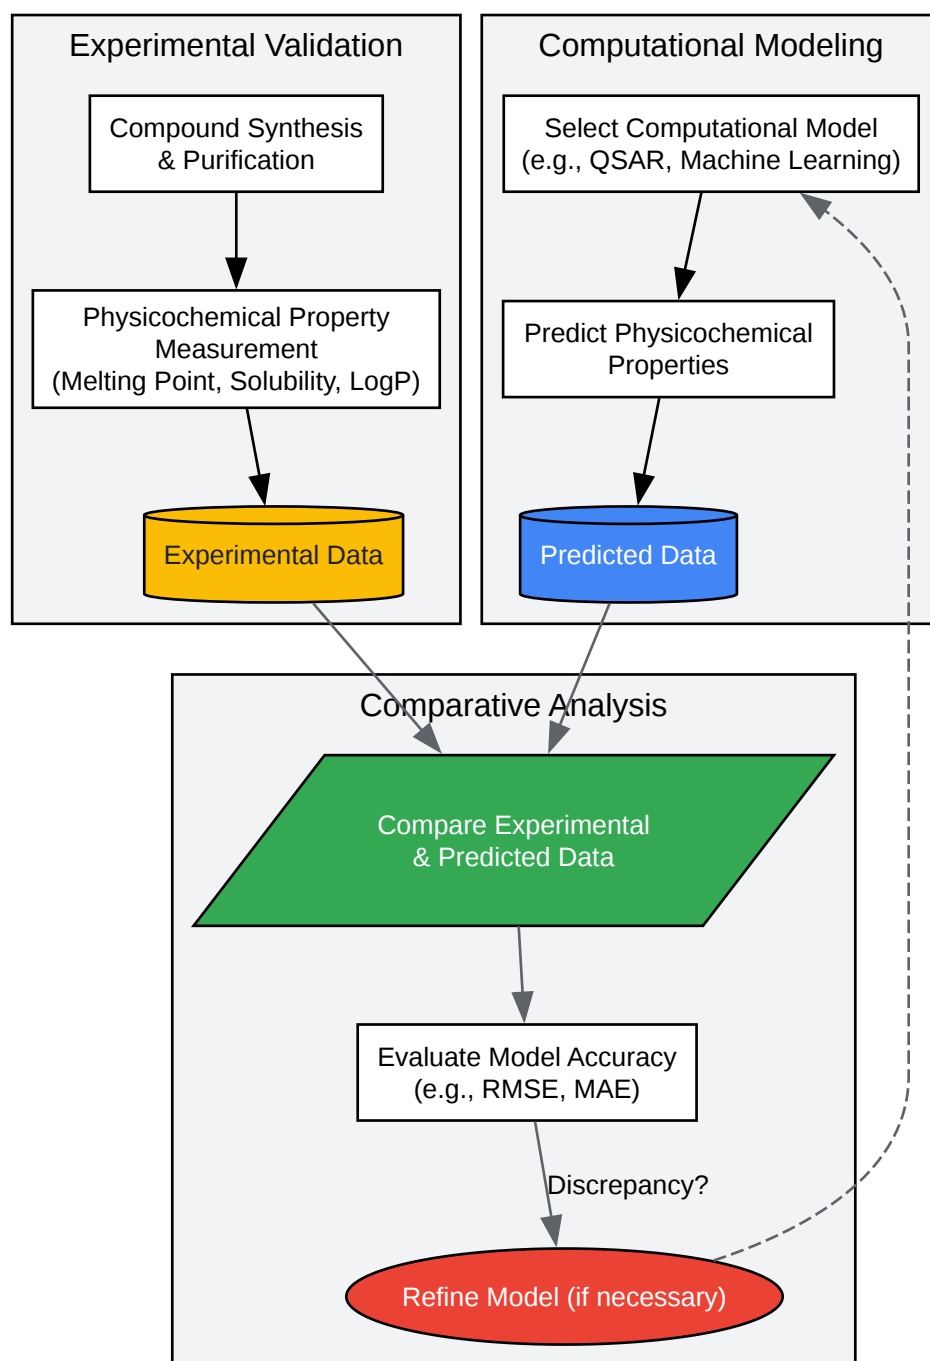 Experimental Validation
Compound Synthesis
& Purification
Physicochemical Property
Measurement
(Melting Point, Solubility, LogP)
Experimental Data
Computational Modeling
Select Computational Model
(e.g., QSAR, Machine Learning)
Predict Physicochemical
Properties
Predicted Data
Comparative Analysis
Compare Experimental
& Predicted Data
Evaluate Model Accuracy
(e.g., RMSE, MAE)
Discrepancy?
Refine Model (if necessary)